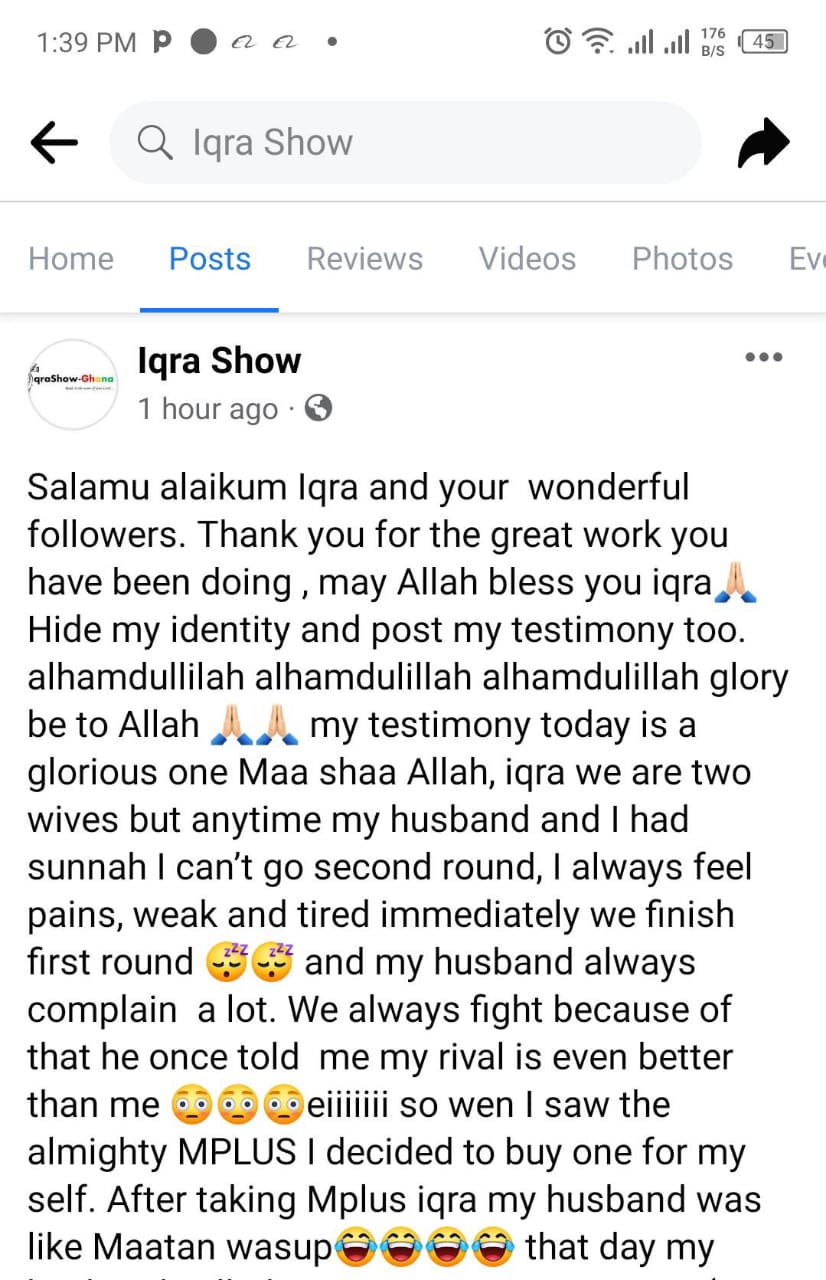 1:39 PM
176 B/S
45
Iqra Show
Home Posts Reviews Videos Photos Eve
iqraShow-Ghana
Iqra Show
1 hour ago ·
Salamu alaikum Iqra and your  wonderful
followers. Thank you for the great work you
have been doing , may Allah bless you iqra🙏🏻
Hide my identity and post my testimony too.
alhamdullilah alhamdulillah alhamdulillah glory
be to Allah 🙏🏻🙏🏻 my testimony today is a
glorious one Maa shaa Allah, iqra we are two
wives but anytime my husband and I had
sunnah I can’t go second round, I always feel
pains, weak and tired immediately we finish
first round 😴😴 and my husband always
complain  a lot. We always fight because of
that he once told  me my rival is even better
than me 😳😳😳eiiiiiii so wen I saw the
almighty MPLUS I decided to buy one for my
self. After taking Mplus iqra my husband was
like Maatan wasup😂😂😂😂 that day my